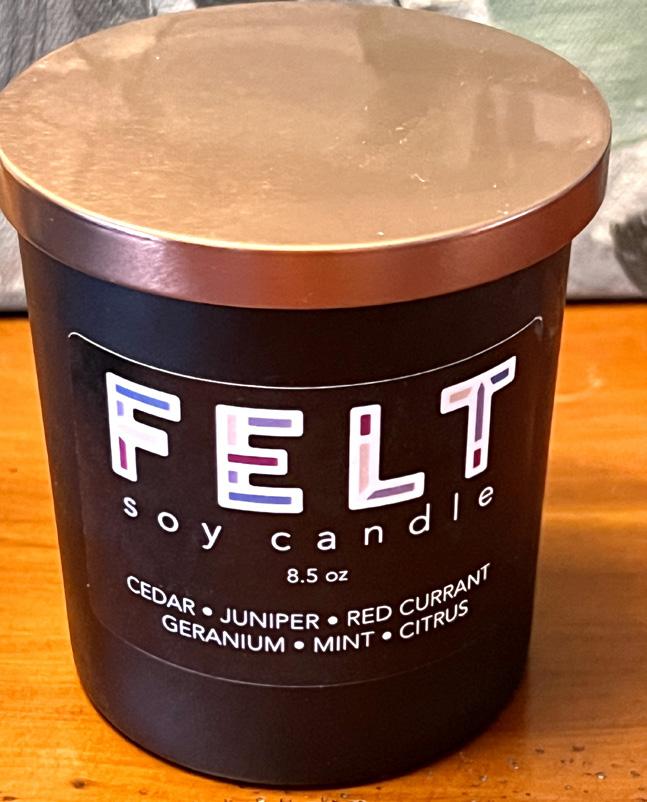 FELT
soy candle
8.5 oz
CEDAR • JUNIPER • RED CURRANT
GERANIUM • MINT • CITRUS